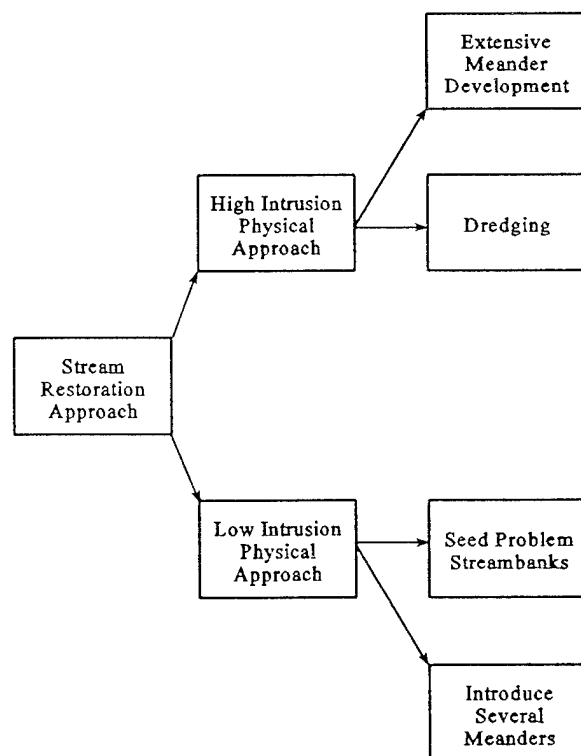 Extensive
Meander
Development
High Intrusion
Physical
Approach
Dredging
Stream
Restoration
Approach
Low Intrusion
Physical
Approach
Seed Problem
Streambanks
Introduce
Several
Meanders